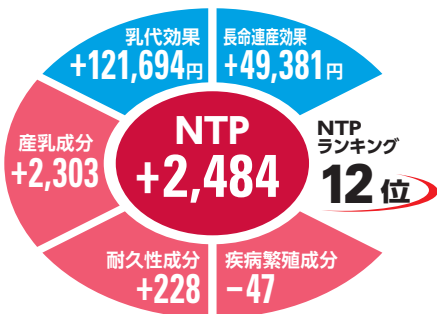 乳代効果
+121,694円
長命連産効果
+49,381円
産乳成分
+2,303
NTP
+2,484
NTP
ランキング
12位
耐久性成分
+228
疾病繁殖成分
−47